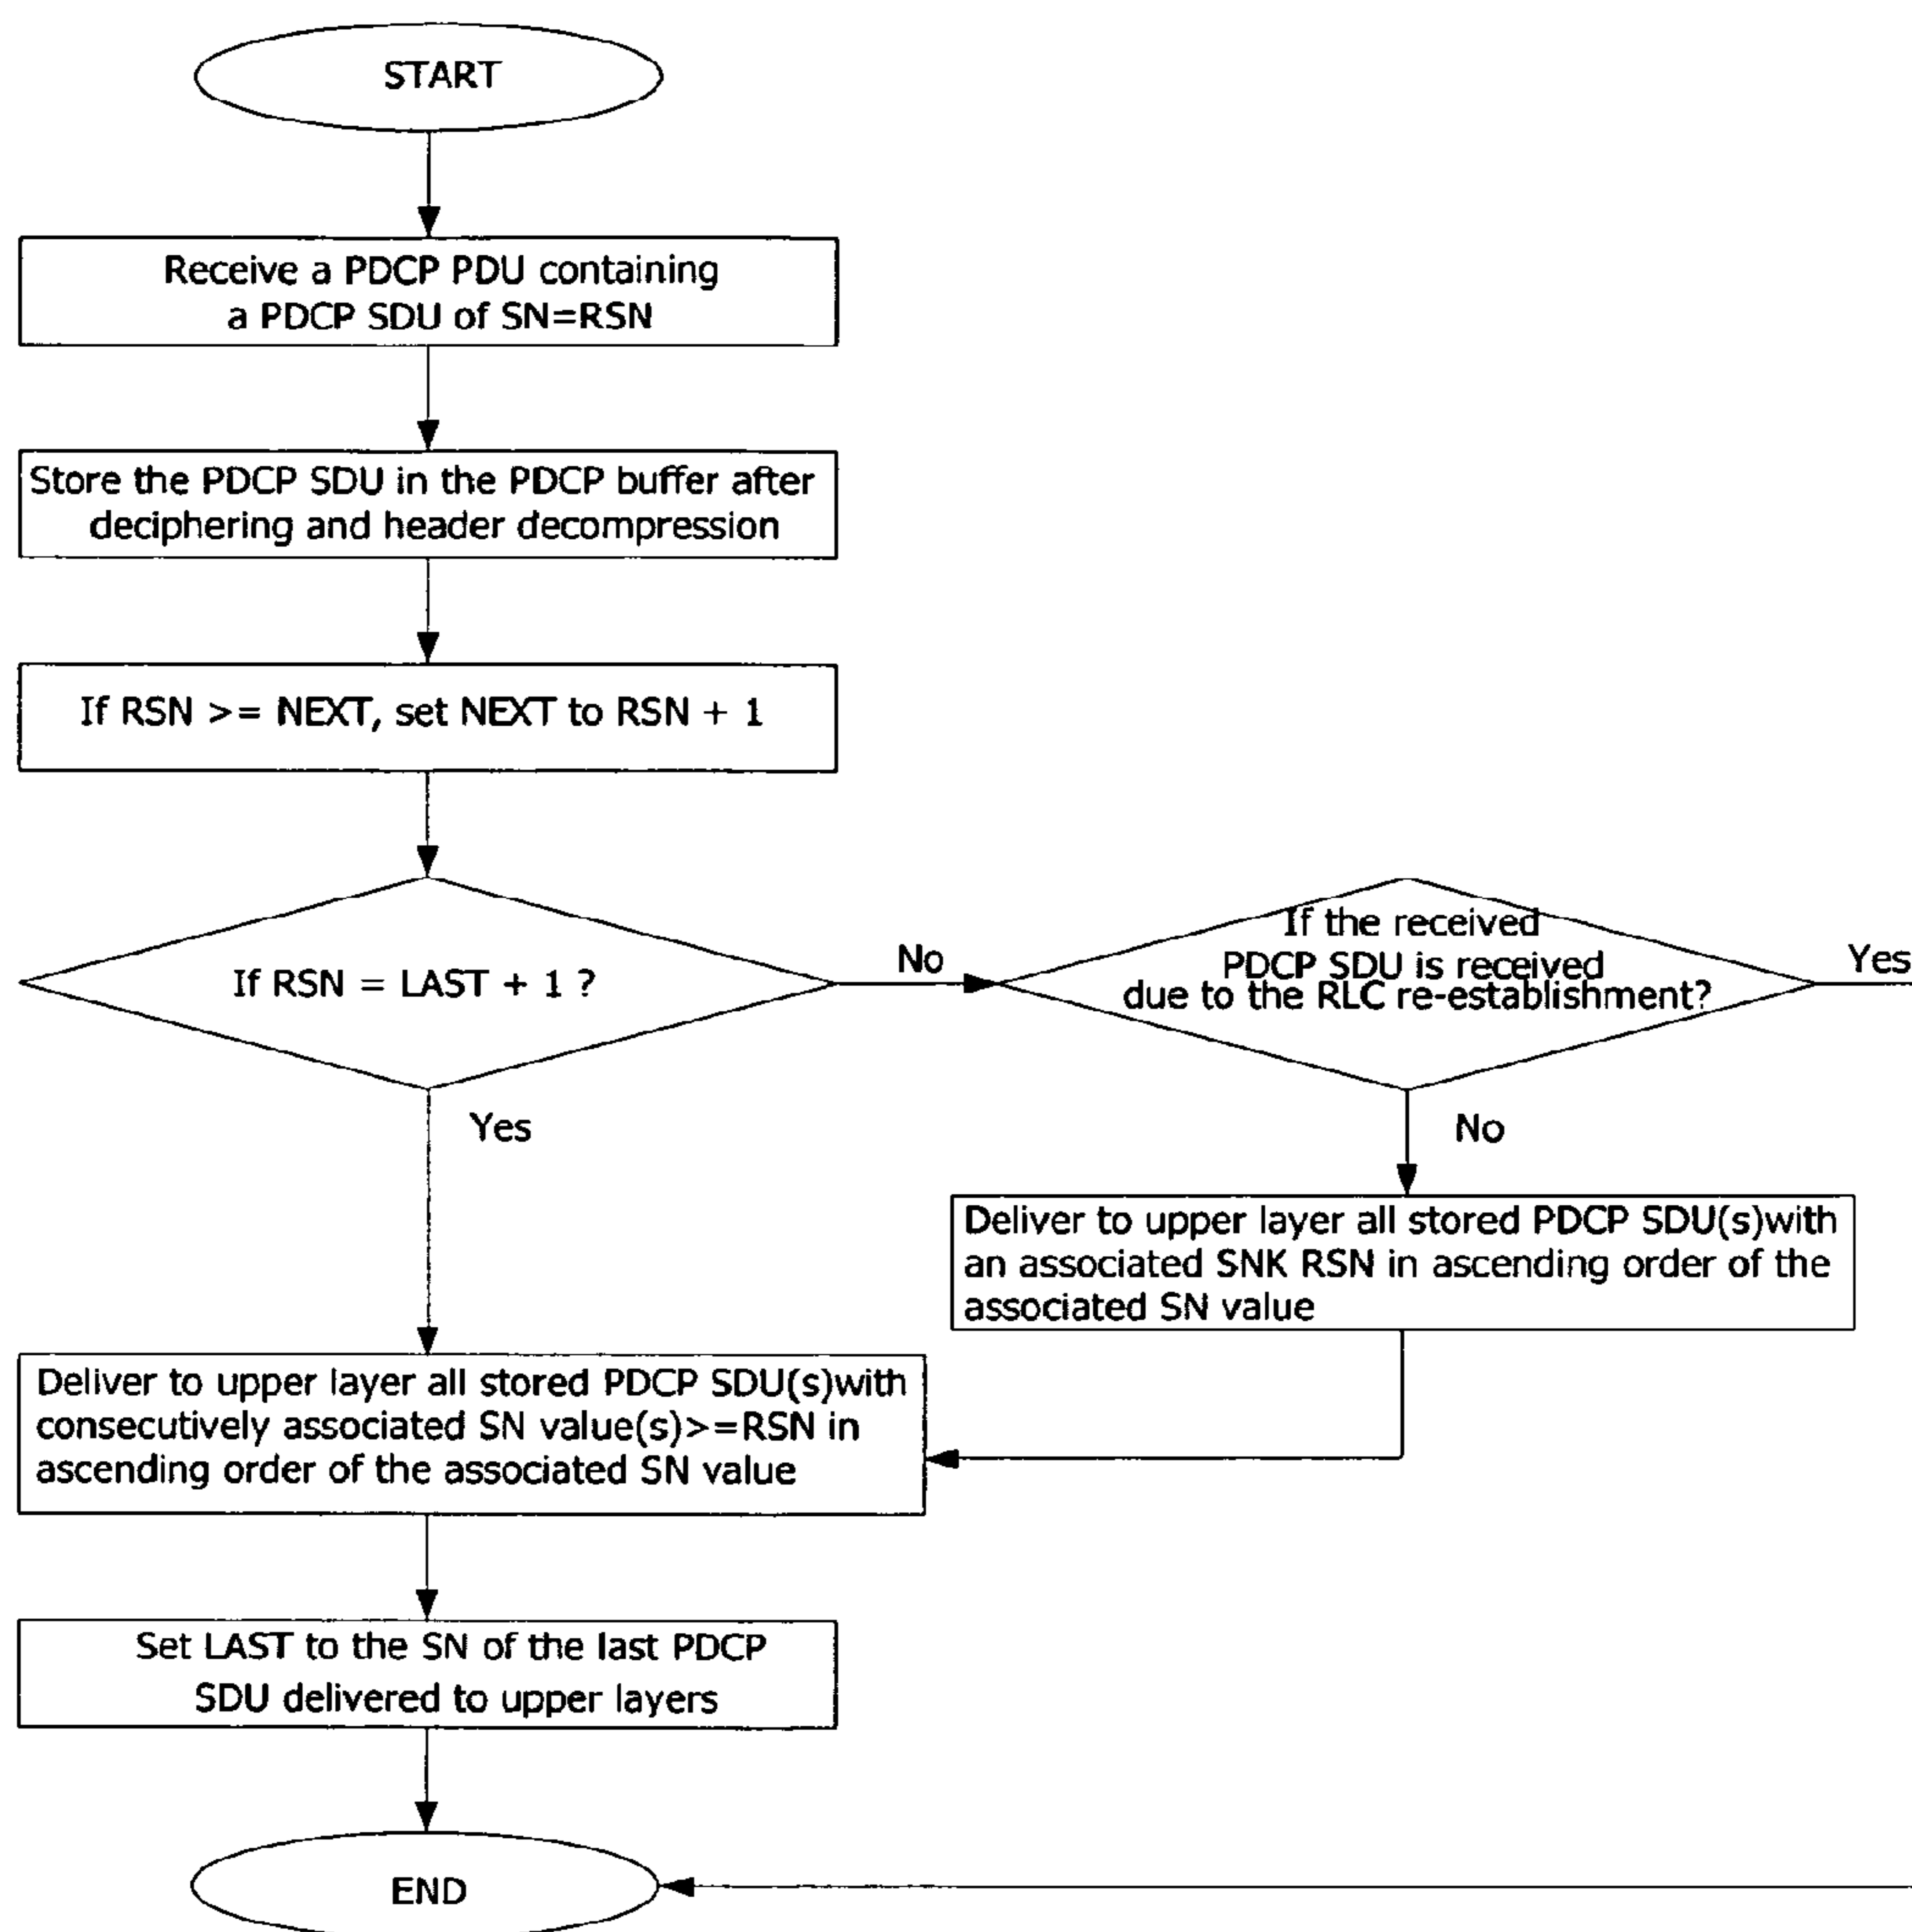 START
Receive a PDCP PDU containing
a PDCP SDU of SN=RSN
Store the PDCP SDU in the PDCP buffer after
deciphering and header decompression
If RSN >= NEXT, set NEXT to RSN + 1
If RSN = LAST + 1 ?
No
If the received
PDCP SDU is received
due to the RLC re-establishment?
Yes
Yes
No
Deliver to upper layer all stored PDCP SDU(s)with
an associated SNK RSN in ascending order of the
associated SN value
Deliver to upper layer all stored PDCP SDU(s)with
consecutively associated SN value(s)>=RSN in
ascending order of the associated SN value
Set LAST to the SN of the last PDCP
SDU delivered to upper layers
END